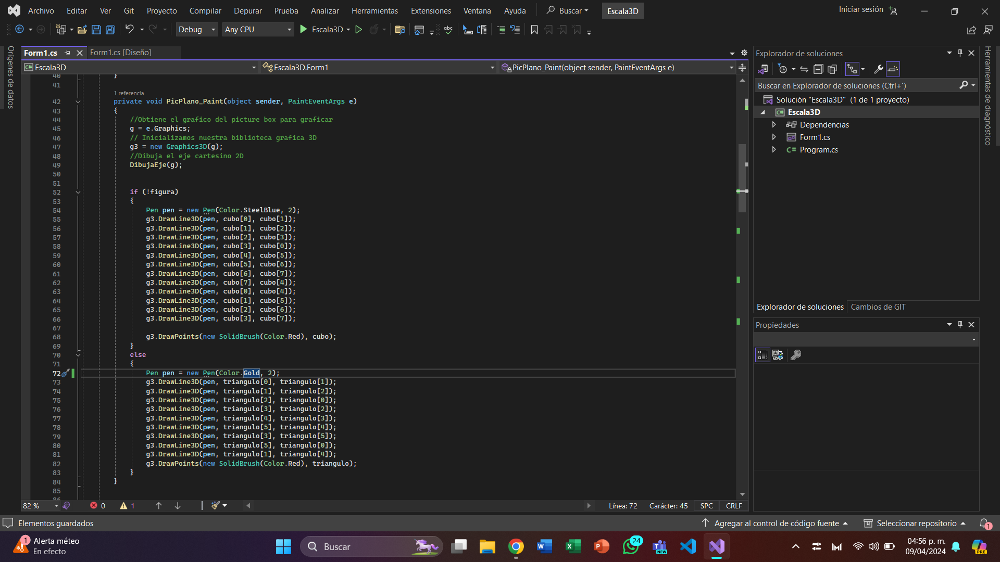 Archivo Editar Ver Git Proyecto Compilar Depurar Prueba Analizar Herramientas Extensiones Ventana Ayuda Buscar Escala3D Iniciar sesión
Debug Any CPU Escala3D abc
Orígenes de datos
Form1.cs Form1.cs [Diseño]
C# Escala3D Escala3D.Form1 PicPlano_Paint(object sender, PaintEventArgs e)
40 }
41
1 referencia
42 private void PicPlano_Paint(object sender, PaintEventArgs e)
43 {
44 //Obtiene el grafico del picture box para graficar
45 g = e.Graphics;
46 // Inicializamos nuestra biblioteca grafica 3D
47 g3 = new Graphics3D(g);
48 //Dibuja el eje cartesino 2D
49 DibujaEje(g);
50
51
52 if (!figura)
53 {
54 Pen pen = new Pen(Color.SteelBlue, 2);
55 g3.DrawLine3D(pen, cubo[0], cubo[1]);
56 g3.DrawLine3D(pen, cubo[1], cubo[2]);
57 g3.DrawLine3D(pen, cubo[2], cubo[3]);
58 g3.DrawLine3D(pen, cubo[3], cubo[0]);
59 g3.DrawLine3D(pen, cubo[4], cubo[5]);
60 g3.DrawLine3D(pen, cubo[5], cubo[6]);
61 g3.DrawLine3D(pen, cubo[6], cubo[7]);
62 g3.DrawLine3D(pen, cubo[7], cubo[4]);
63 g3.DrawLine3D(pen, cubo[0], cubo[4]);
64 g3.DrawLine3D(pen, cubo[1], cubo[5]);
65 g3.DrawLine3D(pen, cubo[2], cubo[6]);
66 g3.DrawLine3D(pen, cubo[3], cubo[7]);
67
68 g3.DrawPoints(new SolidBrush(Color.Red), cubo);
69 }
70 else
71 {
72 Pen pen = new Pen(Color.Gold, 2);
73 g3.DrawLine3D(pen, triangulo[0], triangulo[1]);
74 g3.DrawLine3D(pen, triangulo[1], triangulo[2]);
75 g3.DrawLine3D(pen, triangulo[2], triangulo[0]);
76 g3.DrawLine3D(pen, triangulo[3], triangulo[2]);
77 g3.DrawLine3D(pen, triangulo[4], triangulo[3]);
78 g3.DrawLine3D(pen, triangulo[5], triangulo[4]);
79 g3.DrawLine3D(pen, triangulo[3], triangulo[5]);
80 g3.DrawLine3D(pen, triangulo[5], triangulo[0]);
81 g3.DrawLine3D(pen, triangulo[1], triangulo[4]);
82 g3.DrawPoints(new SolidBrush(Color.Red), triangulo);
83 }
84 }
85
82 % 0 1 Línea: 72 Carácter: 45 SPC CRLF
Explorador de soluciones
Buscar en Explorador de soluciones (Ctrl+´)
Solución "Escala3D" (1 de 1 proyecto)
C# Escala3D
Dependencias
Form1.cs
C# Program.cs
Explorador de soluciones Cambios de GIT
Propiedades
Herramientas de diagnóstico
Elementos guardados Agregar al control de código fuente Seleccionar repositorio 1
1 Alerta méteo
En efecto
Buscar
24
NEW
04:56 p. m.
09/04/2024
PRE